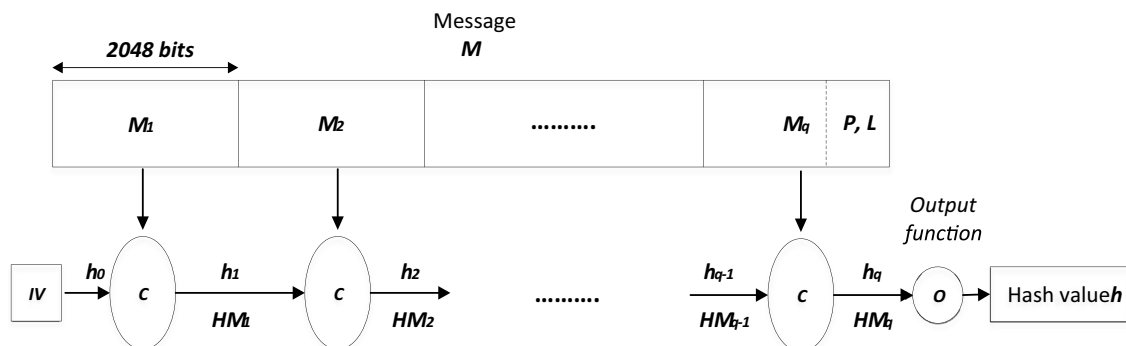 Message
M
2048 bits
M1
M2
..........
Mq
P, L
Output
function
h0
h1
h2
hq-1
hq
IV
C
C
..........
C
O
Hash valueh
HM1
HM2
HMq-1
HMq